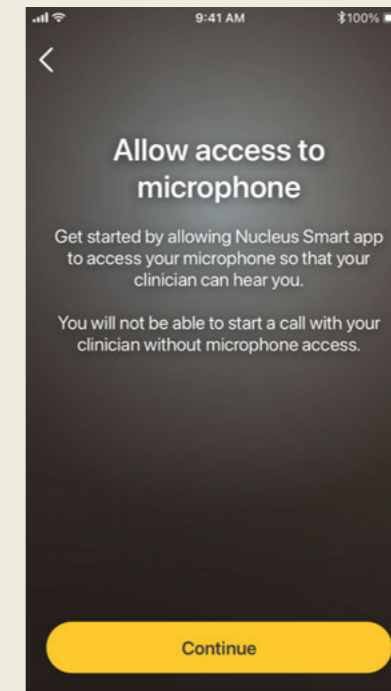 9:41 AM
100%
Allow access to
microphone
Get started by allowing Nucleus Smart app
to access your microphone so that your
clinician can hear you.
You will not be able to start a call with your
clinician without microphone access.
Continue